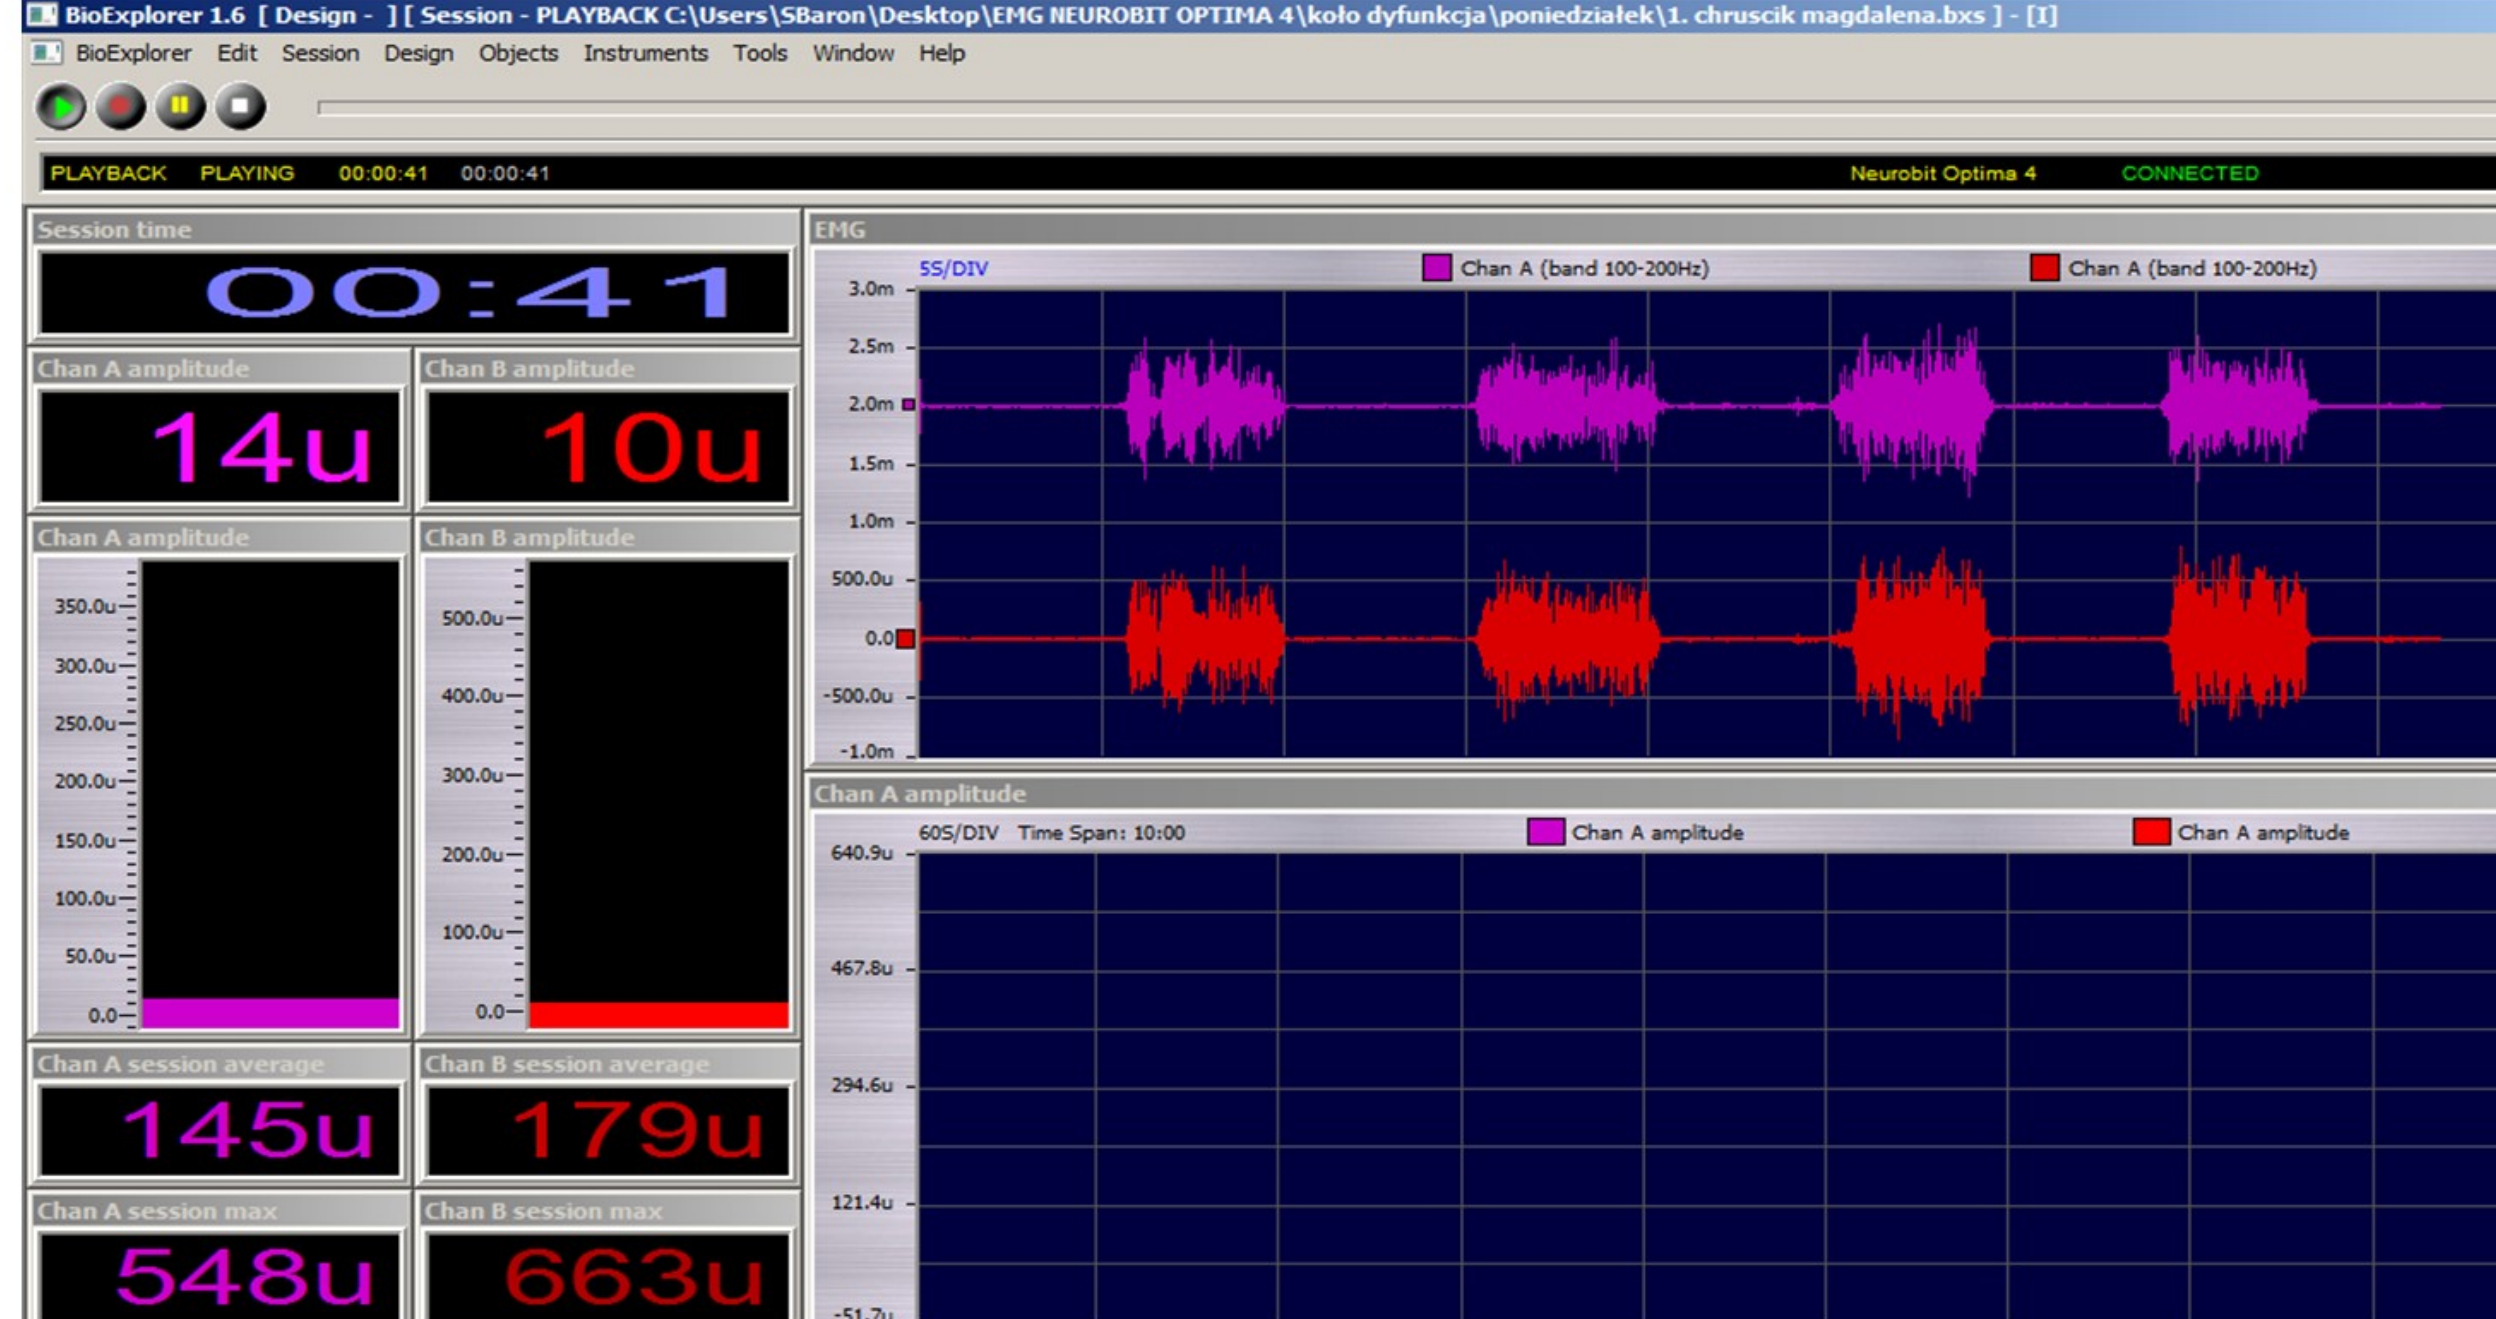 BioExplorer 1.6 [ Design - ] [ Session - PLAYBACK C:\Users\SBaron\Desktop\EMG NEUROBIT OPTIMA 4\koło dyfunkcja\poniedziałek\1. chruscik magdalena.bxs ] - [I]
BioExplorer Edit Session Design Objects Instruments Tools Window Help
PLAYBACK PLAYING 00:00:41 00:00:41 Neurobit Optima 4 CONNECTED
Session time
00:41
Chan A amplitude
14u
Chan B amplitude
10u
Chan A amplitude
350.0u
300.0u
250.0u
200.0u
150.0u
100.0u
50.0u
0.0
Chan B amplitude
500.0u
400.0u
300.0u
200.0u
100.0u
0.0
Chan A session average
145u
Chan B session average
179u
Chan A session max
548u
Chan B session max
663u
EMG
5S/DIV Chan A (band 100-200Hz) Chan A (band 100-200Hz)
3.0m
2.5m
2.0m
1.5m
1.0m
500.0u
0.0
-500.0u
-1.0m
Chan A amplitude
60S/DIV Time Span: 10:00 Chan A amplitude Chan A amplitude
640.9u
467.8u
294.6u
121.4u
-51.7u